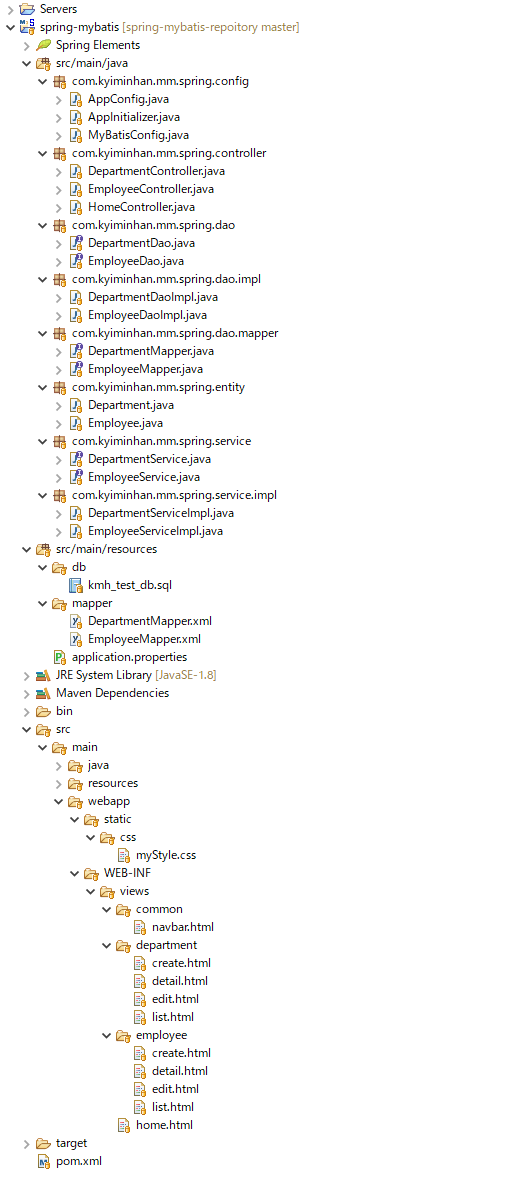 Servers
spring-mybatis [spring-mybatis-repoitory master]
Spring Elements
src/main/java
com.kyiminhan.mm.spring.config
AppConfig.java
AppInitializer.java
MyBatisConfig.java
com.kyiminhan.mm.spring.controller
DepartmentController.java
EmployeeController.java
HomeController.java
com.kyiminhan.mm.spring.dao
DepartmentDao.java
EmployeeDao.java
com.kyiminhan.mm.spring.dao.impl
DepartmentDaoImpl.java
EmployeeDaoImpl.java
com.kyiminhan.mm.spring.dao.mapper
DepartmentMapper.java
EmployeeMapper.java
com.kyiminhan.mm.spring.entity
Department.java
Employee.java
com.kyiminhan.mm.spring.service
DepartmentService.java
EmployeeService.java
com.kyiminhan.mm.spring.service.impl
DepartmentServiceImpl.java
EmployeeServiceImpl.java
src/main/resources
db
kmh_test_db.sql
mapper
DepartmentMapper.xml
EmployeeMapper.xml
application.properties
JRE System Library [JavaSE-1.8]
Maven Dependencies
bin
src
main
java
resources
webapp
static
css
myStyle.css
WEB-INF
views
common
navbar.html
department
create.html
detail.html
edit.html
list.html
employee
create.html
detail.html
edit.html
list.html
home.html
target
pom.xml